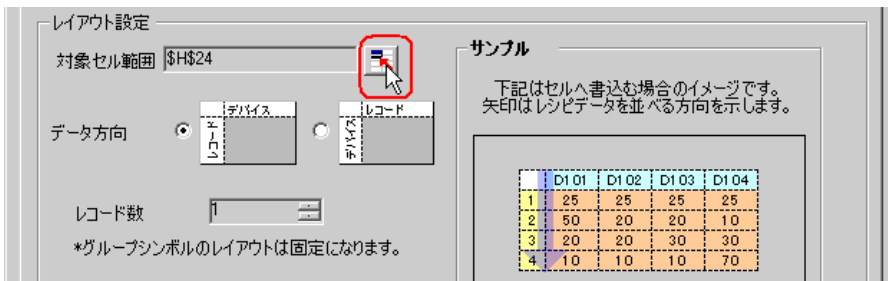 レイアウト設定
対象セル範囲 $H$24
データ方向
デバイス
レコード
レコード
デバイス
レコード数 1
*グループシンボルのレイアウトは固定になります。
サンプル
下記はセルへ書込む場合のイメージです。
矢印はレシピデータを並べる方向を示します。
D101 D102 D103 D104
1 25 25 25 25
2 50 20 20 10
3 20 20 30 30
4 10 10 10 70